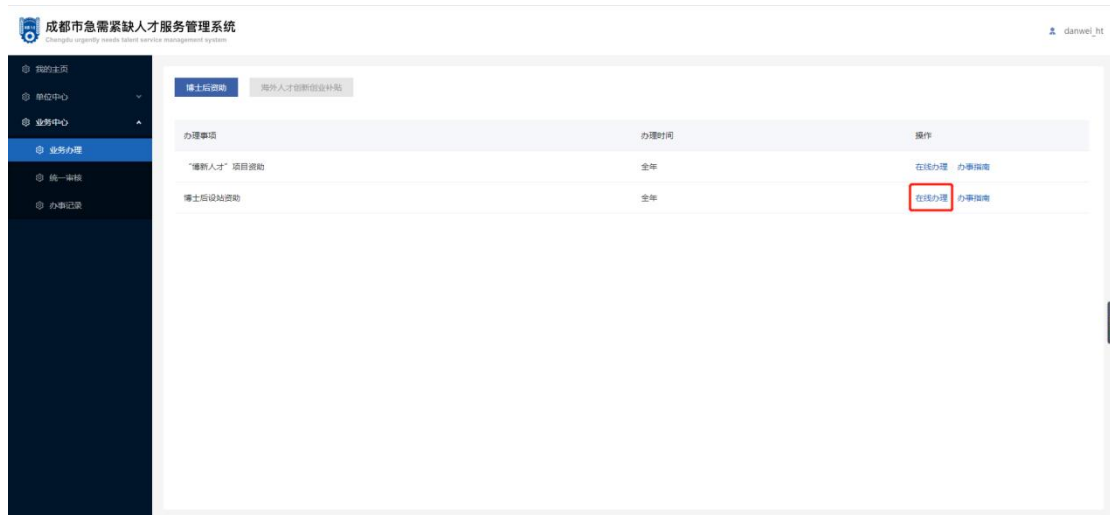 成都市急需紧缺人才服务管理系统
Chengdu urgently needs talent service management system
danwei_ht
我的主页
单位中心
业务中心
业务办理
统一审核
办事记录
博士后资助 海外人才创新创业补贴
办理事项 办理时间 操作
“博新人才”项目资助 全年 在线办理 办事指南
博士后设站资助 全年 在线办理 办事指南